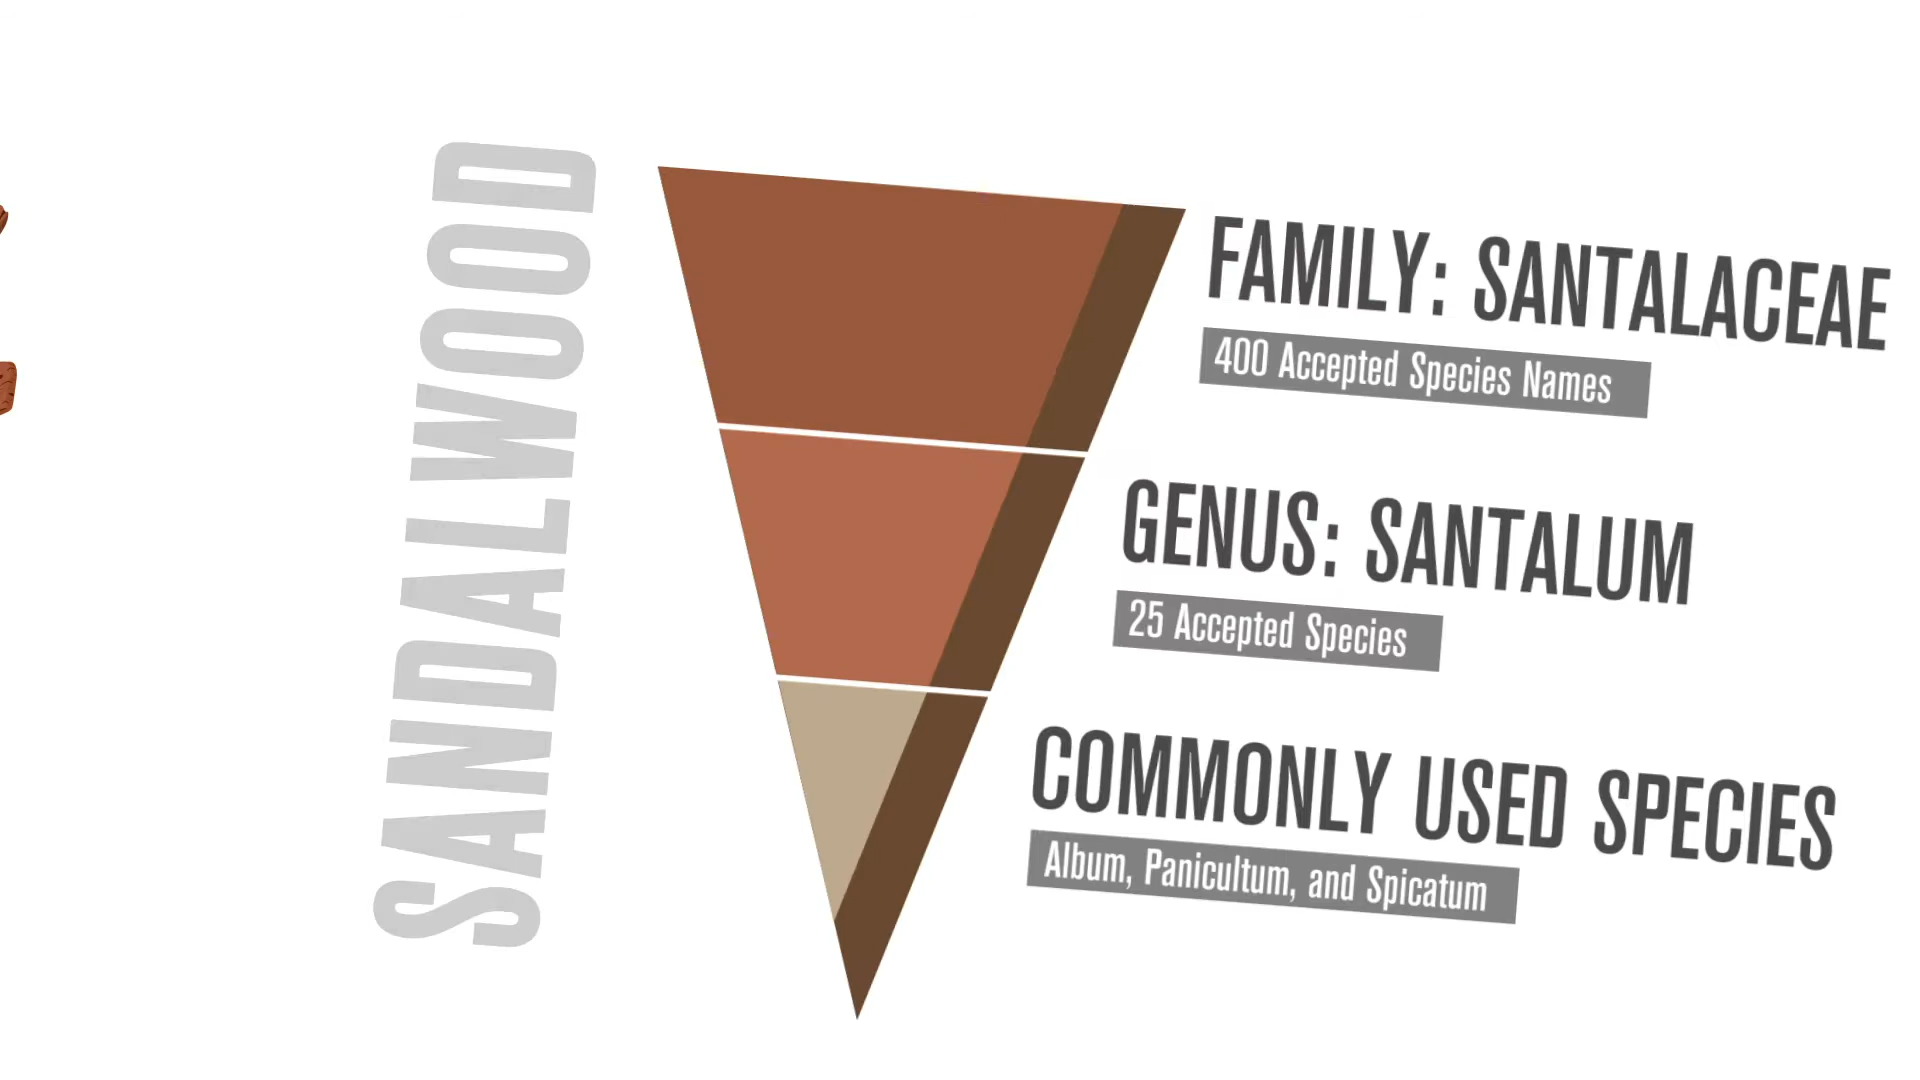 SANDALWOOD
FAMILY: SANTALACEAE
400 Accepted Species Names
GENUS: SANTALUM
25 Accepted Species
COMMONLY USED SPECIES
Album, Panicultum, and Spicatum